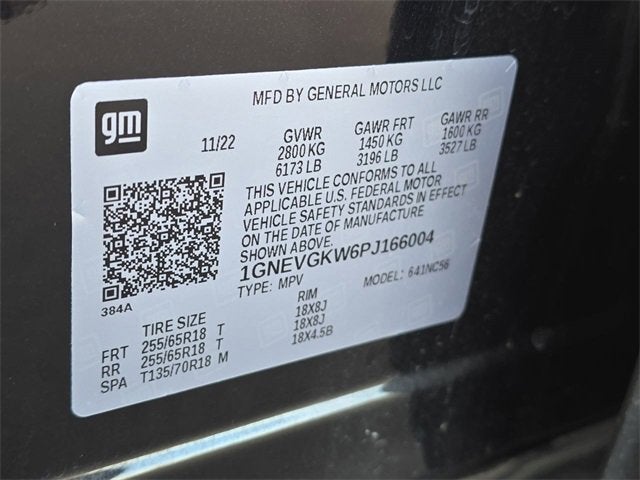 MFD BY GENERAL MOTORS LLC
gm
11/22
GVWR
2800 KG
6173 LB
GAWR FRT
1450 KG
3196 LB
GAWR RR
1600 KG
3527 LB
THIS VEHICLE CONFORMS TO ALL
APPLICABLE U.S. FEDERAL MOTOR
VEHICLE SAFETY STANDARDS IN EFFECT
ON THE DATE OF MANUFACTURE
SHOWN ABOVE.
1GNEVGKW6PJ166004
TYPE: MPV
MODEL: 641NC56
384A
TIRE SIZE RIM
FRT 255/65R18 T 18X8J
RR 255/65R18 T 18X8J
SPA T135/70R18 M 18X4.5B